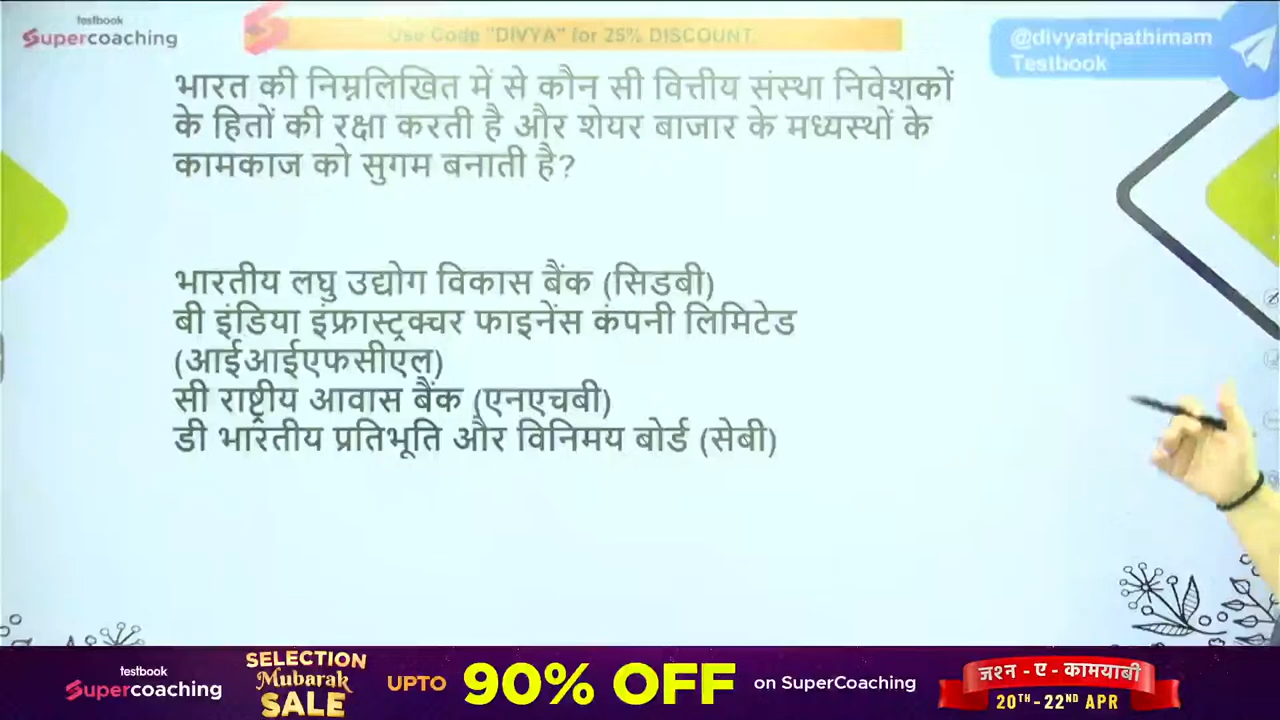 testbook
Supercoaching
Use Code "DIVYA" for 25% DISCOUNT.
@divyatripathimam
Testbook
भारत की निम्नलिखित में से कौन सी वित्तीय संस्था निवेशकों
के हितों की रक्षा करती है और शेयर बाजार के मध्यस्थों के
कामकाज को सुगम बनाती है?
भारतीय लघु उद्योग विकास बैंक (सिडबी)
बी इंडिया इंफ्रास्ट्रक्चर फाइनेंस कंपनी लिमिटेड
(आईआईएफसीएल)
सी राष्ट्रीय आवास बैंक (एनएचबी)
डी भारतीय प्रतिभूति और विनिमय बोर्ड (सेबी)
testbook
Supercoaching
SELECTION
Mubarak
SALE
UPTO 90% OFF on SuperCoaching
जश्न - ए - कामयाबी
20TH - 22ND APR